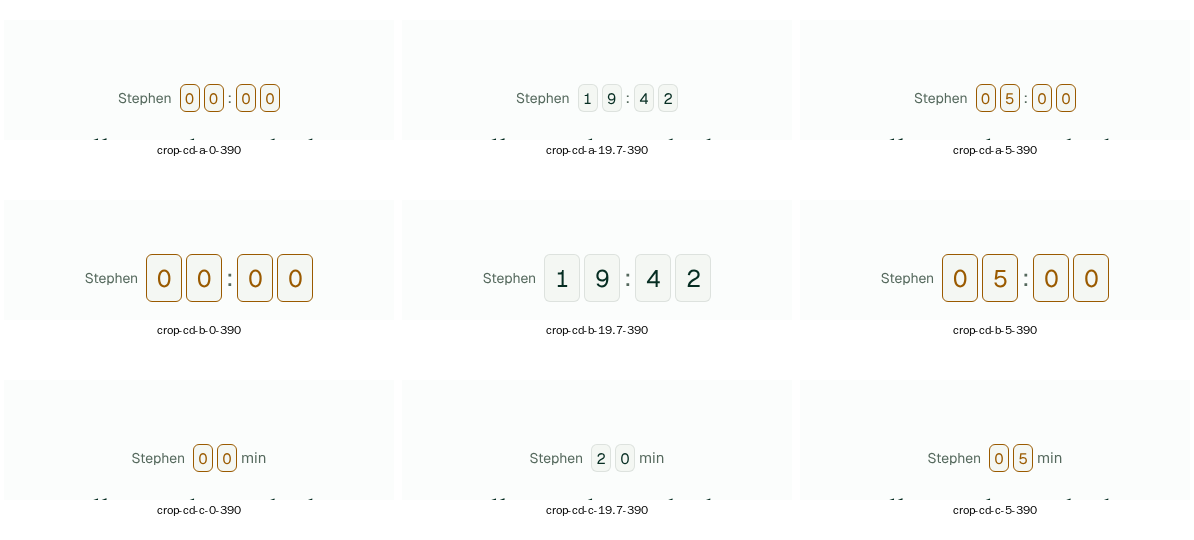 Stephen 0 0 : 0 0
Stephen 1 9 : 4 2
Stephen 0 5 : 0 0
crop-cd-a-0-390
crop-cd-a-19.7-390
crop-cd-a-5-390
Stephen 0 0 : 0 0
Stephen 1 9 : 4 2
Stephen 0 5 : 0 0
crop-cd-b-0-390
crop-cd-b-19.7-390
crop-cd-b-5-390
Stephen 0 0 min
Stephen 2 0 min
Stephen 0 5 min
crop-cd-c-0-390
crop-cd-c-19.7-390
crop-cd-c-5-390